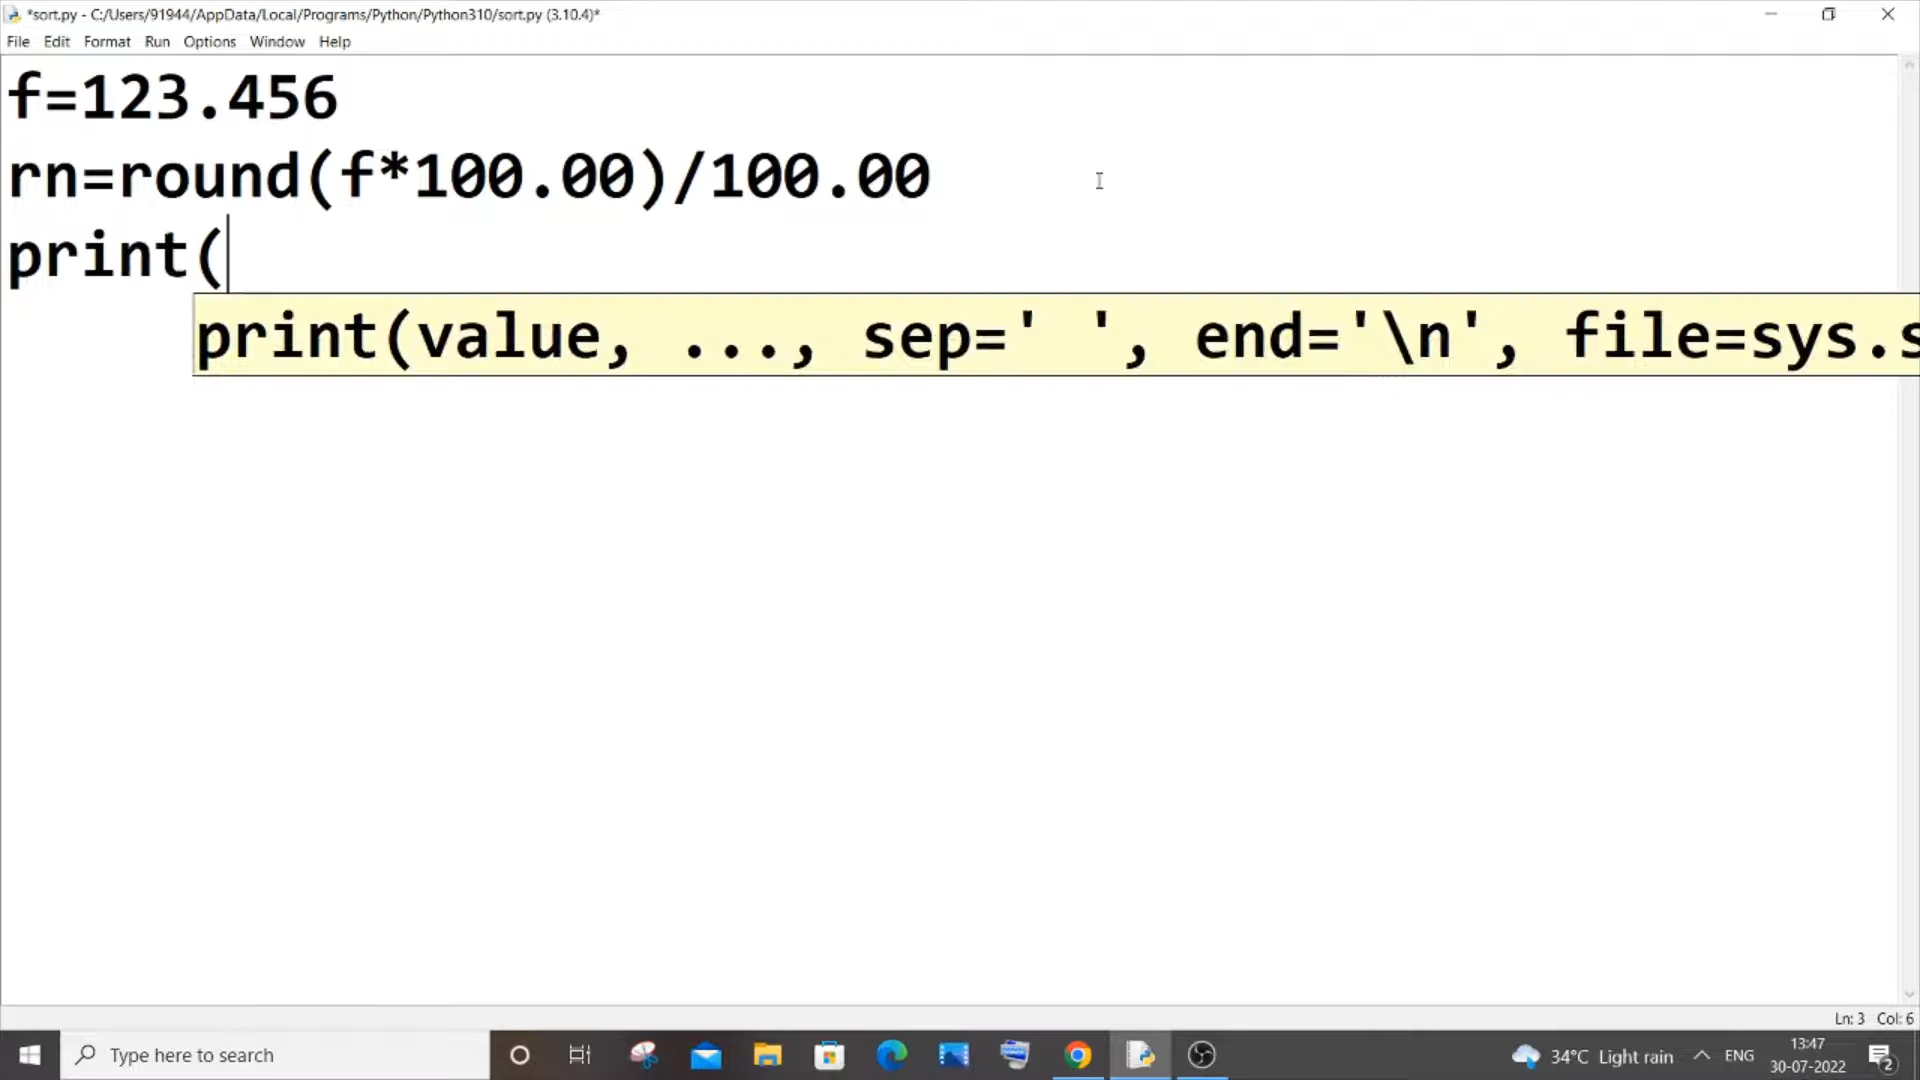 *sort.py - C:/Users/91944/AppData/Local/Programs/Python/Python310/sort.py (3.10.4)*
File Edit Format Run Options Window Help
f=123.456
rn=round(f*100.00)/100.00
print(
print(value, ..., sep=' ', end='\n', file=sys.s
Ln: 3 Col: 6
Type here to search
34°C Light rain
ENG
13:47
30-07-2022
2